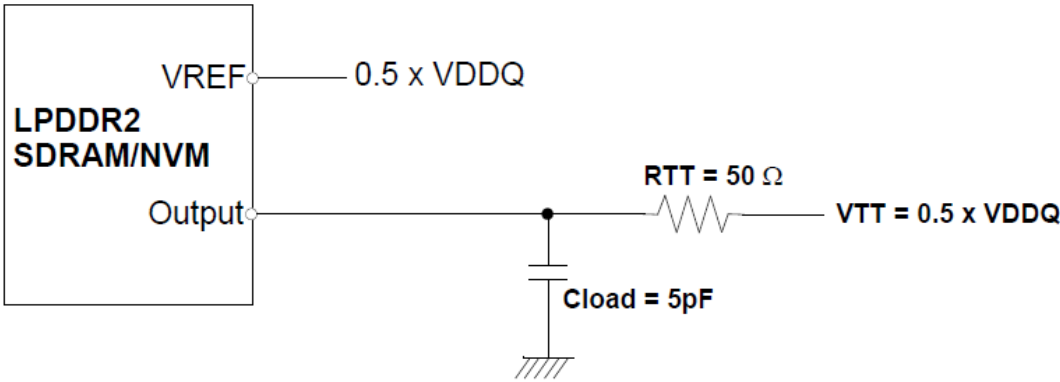 VREF
0.5 x VDDQ
LPDDR2
SDRAM/NVM
RTT = 50 Ω
Output
VTT = 0.5 x VDDQ
Cload = 5pF